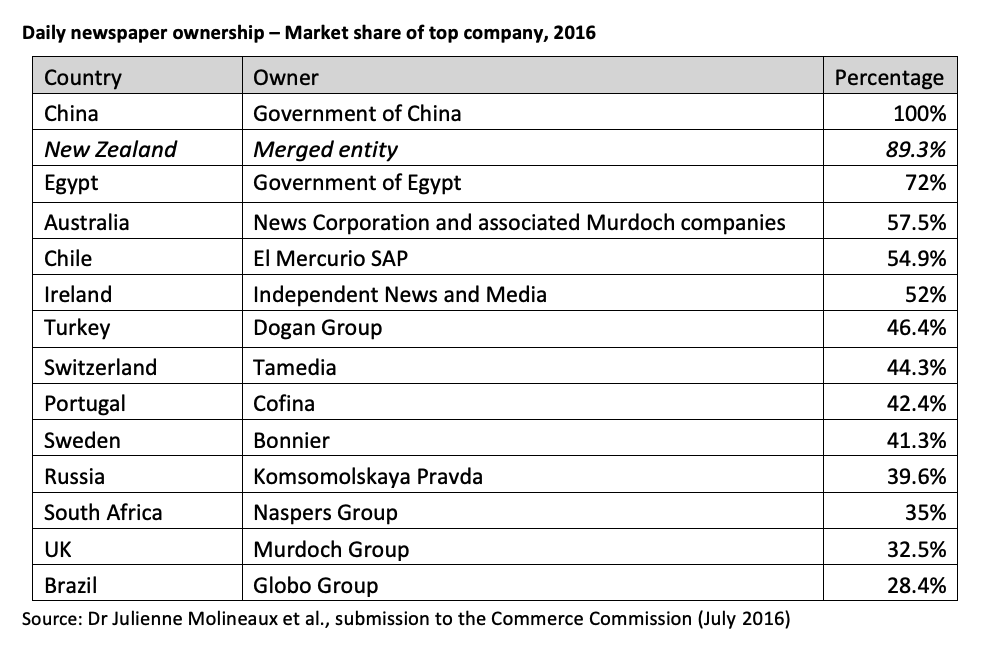 Daily newspaper ownership – Market share of top company, 2016
Country Owner Percentage
China Government of China 100%
New Zealand Merged entity 89.3%
Egypt Government of Egypt 72%
Australia News Corporation and associated Murdoch companies 57.5%
Chile El Mercurio SAP 54.9%
Ireland Independent News and Media 52%
Turkey Dogan Group 46.4%
Switzerland Tamedia 44.3%
Portugal Cofina 42.4%
Sweden Bonnier 41.3%
Russia Komsomolskaya Pravda 39.6%
South Africa Naspers Group 35%
UK Murdoch Group 32.5%
Brazil Globo Group 28.4%
Source: Dr Julienne Molineaux et al., submission to the Commerce Commission (July 2016)